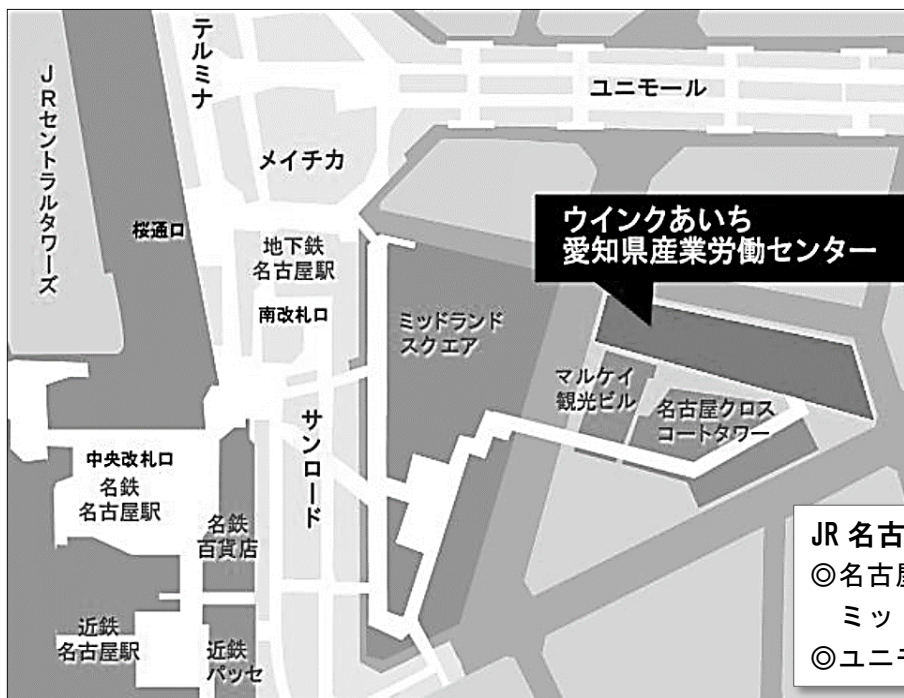 テルミナ
JRセントラルタワーズ
ユニモール
メイチカ
桜通口
地下鉄
名古屋駅
南改札口
ウインクあいち
愛知県産業労働センター
ミッドランド
スクエア
マルケイ
観光ビル
名古屋クロス
コートタワー
サンロード
中央改札口
名鉄
名古屋駅
名鉄
百貨店
近鉄
名古屋駅
近鉄
パッセ
JR 名古
◎名古屋
ミッ
◎ユニモ